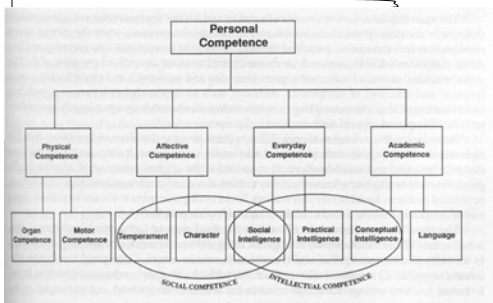 Personal
Competence
Physical
Competence
Affective
Competence
Everyday
Competence
Academic
Competence
Organ
Competence
Motor
Competence
Temperament
Character
Social
Intelligence
Practical
Intelligence
Conceptual
Intelligence
Language
SOCIAL COMPETENCE
INTELLECTUAL COMPETENCE